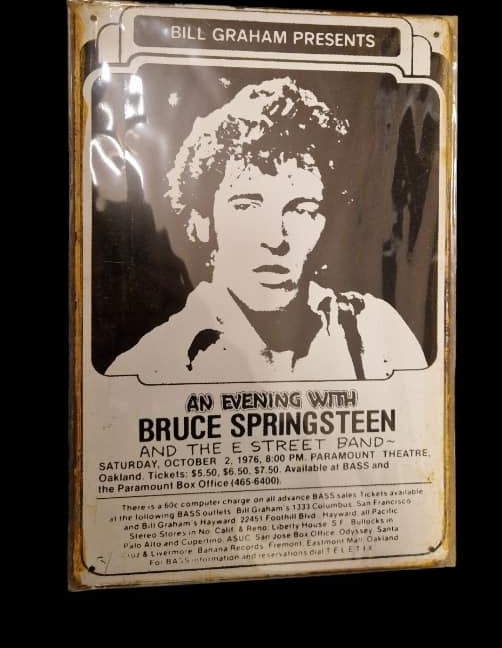 BILL GRAHAM PRESENTS
AN EVENING WITH
BRUCE SPRINGSTEEN
AND THE E STREET BAND~
SATURDAY, OCTOBER 2, 1976, 8:00 PM. PARAMOUNT THEATRE,
Oakland. Tickets: $5.50, $6.50, $7.50. Available at BASS and
the Paramount Box Office (465-6400).
There is a 60c computer charge on all advance BASS sales. Tickets available
at the following BASS outlets. Bill Graham's 1333 Columbus, San Francisco
and Bill Graham's Hayward, 22451 Foothill Blvd., Hayward, all Pacific
Stereo Stores in No. Calif. & Reno, Liberty House S.F., Bullocks in
Palo Alto and Cupertino, ASUC, San Jose Box Office, Odyssey, Santa
Cruz & Livermore, Banana Records, Fremont, Eastmont Mall, Oakland.
For BASS information and reservations dial T E L E T I X